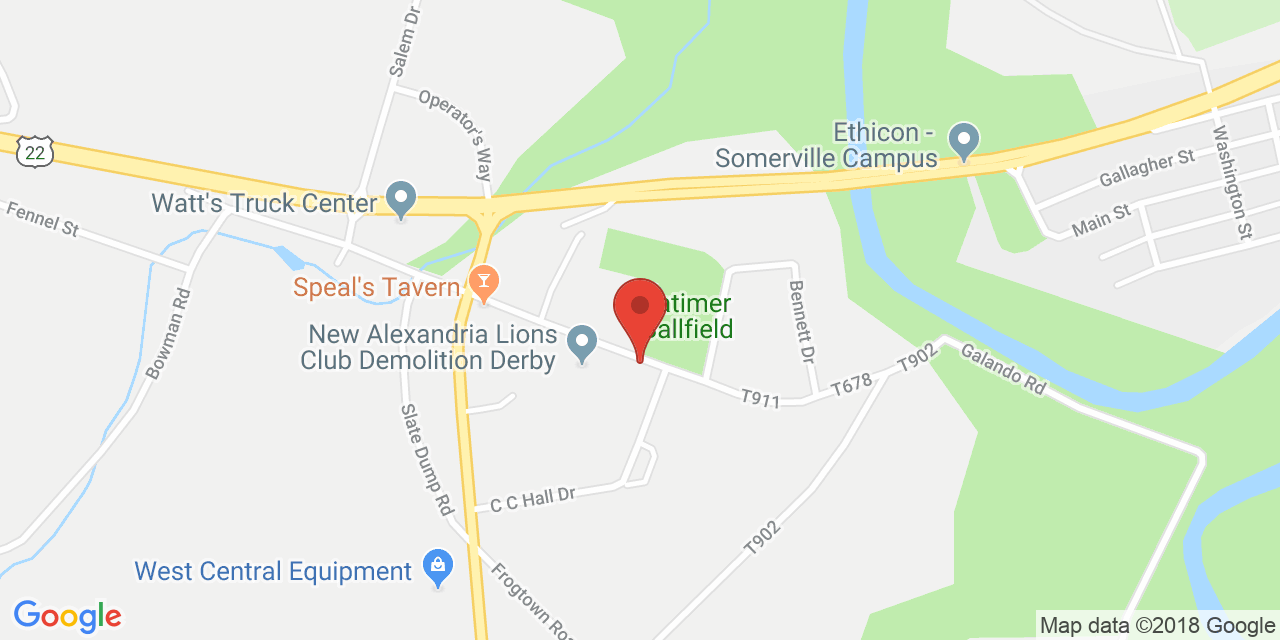 Salem Dr
Operator's Way
22
Ethicon -
Somerville Campus
Gallagher St
Washington St
Main St
Watt's Truck Center
Fennel St
Bowman Rd
Speal's Tavern
atimer
allfield
New Alexandria Lions
Club Demolition Derby
Bennett Dr
T911
T678
T902
Galando Rd
Slate Dump Rd
C C Hall Dr
T902
West Central Equipment
Frogtown Roa
Google
Map data ©2018 Google